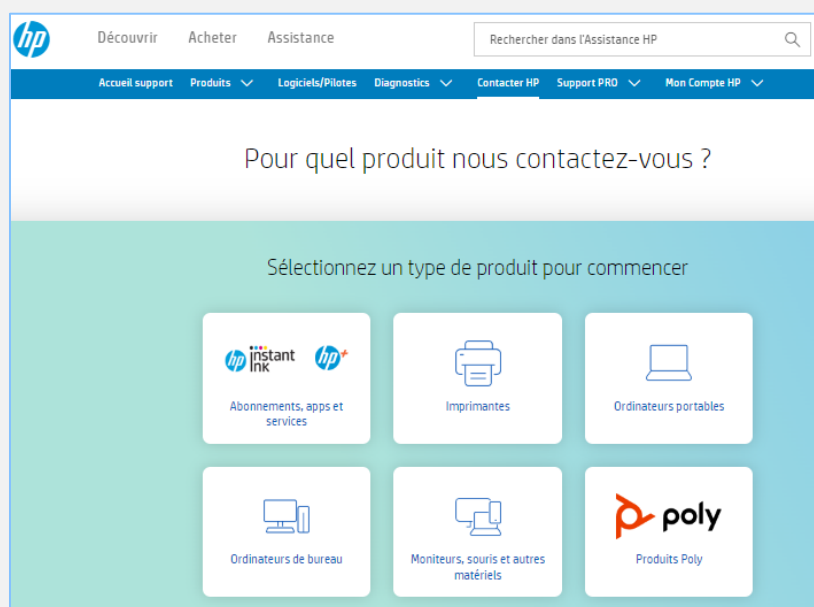 hp
Découvrir Acheter Assistance Rechercher dans l'Assistance HP
Accueil support Produits Logiciels/Pilotes Diagnostics Contacter HP Support PRO Mon Compte HP
Pour quel produit nous contactez-vous ?
Sélectionnez un type de produit pour commencer
hp instant ink hp+
Abonnements, apps et
services
Imprimantes
Ordinateurs portables
Ordinateurs de bureau
Moniteurs, souris et autres
matériels
poly
Produits Poly